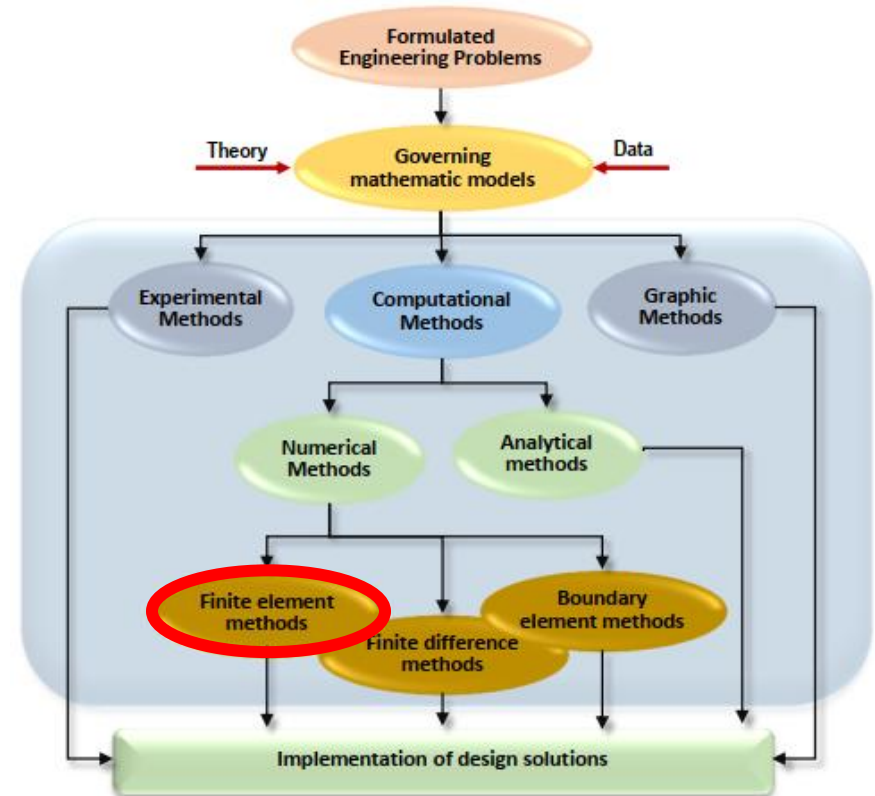 Formulated
Engineering Problems
Theory
Governing
mathematic models
Data
Experimental
Methods
Computational
Methods
Graphic
Methods
Numerical
Methods
Analytical
methods
Finite element
methods
Finite difference
methods
Boundary
element methods
Implementation of design solutions